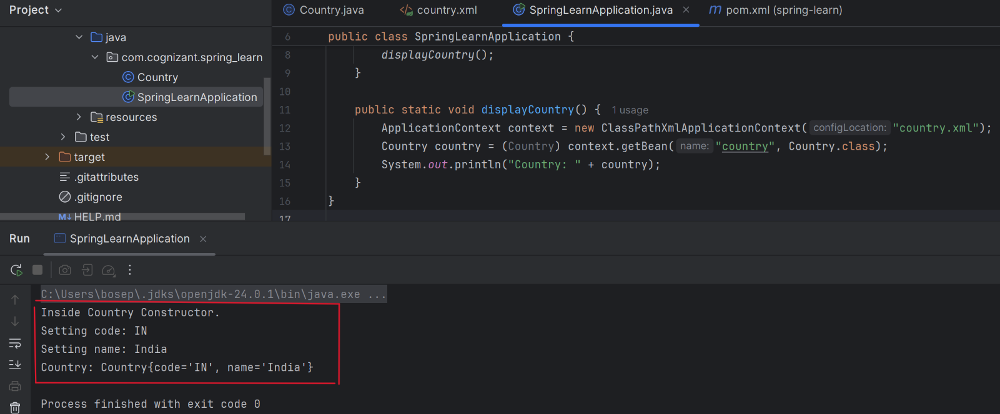 Project
Country.java
country.xml
SpringLearnApplication.java
m pom.xml (spring-learn)
java
com.cognizant.spring_learn
Country
SpringLearnApplication
resources
test
target
.gitattributes
.gitignore
M↓ HELP.md
6 public class SpringLearnApplication {
8 displayCountry();
9 }
10
11 public static void displayCountry() { 1 usage
12 ApplicationContext context = new ClassPathXmlApplicationContext( configLocation: "country.xml");
13 Country country = (Country) context.getBean( name: "country", Country.class);
14 System.out.println("Country: " + country);
15 }
16 }
17
Run
SpringLearnApplication
C:\Users\bosep\.jdks\openjdk-24.0.1\bin\java.exe ...
Inside Country Constructor.
Setting code: IN
Setting name: India
Country: Country{code='IN', name='India'}
Process finished with exit code 0